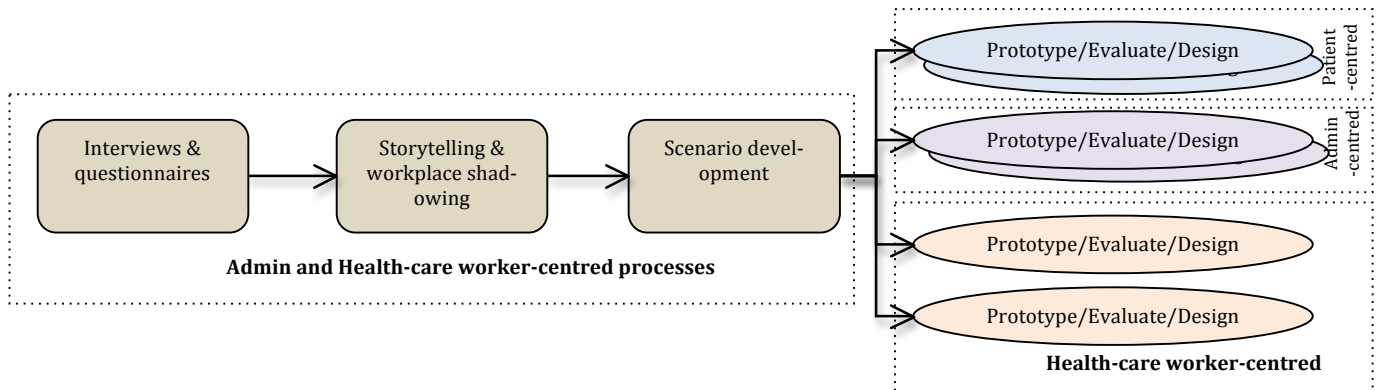 Interviews &
questionnaires
Storytelling &
workplace shad-
owing
Scenario devel-
opment
Admin and Health-care worker-centred processes
Prototype/Evaluate/Design
Patient
-centred
Prototype/Evaluate/Design
Admin
-centred
Prototype/Evaluate/Design
Prototype/Evaluate/Design
Health-care worker-centred